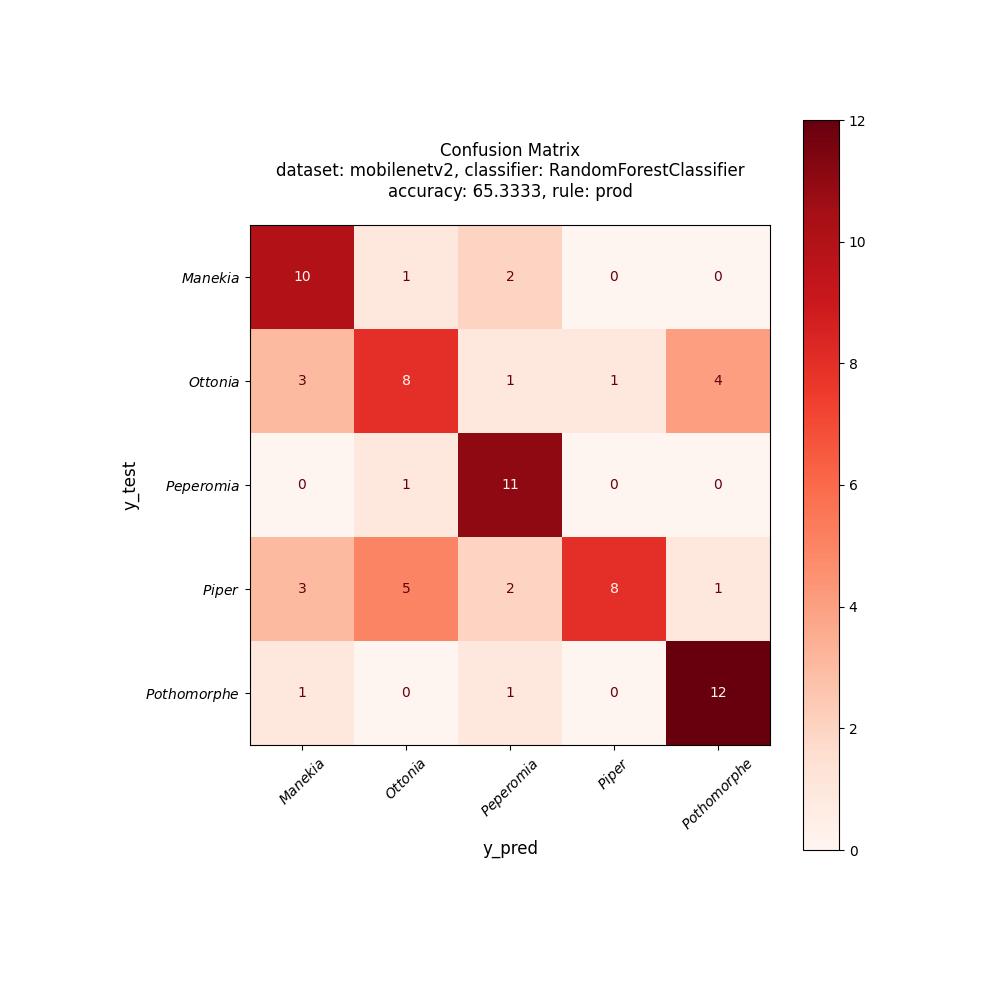 Confusion Matrix
dataset: mobilenetv2, classifier: RandomForestClassifier
accuracy: 65.3333, rule: prod
Manekia 10 1 2 0 0
Ottonia 3 8 1 1 4
Peperomia 0 1 11 0 0
Piper 3 5 2 8 1
Pothomorphe 1 0 1 0 12
Manekia Ottonia Peperomia Piper Pothomorphe
y_test
y_pred
12
10
8
6
4
2
0